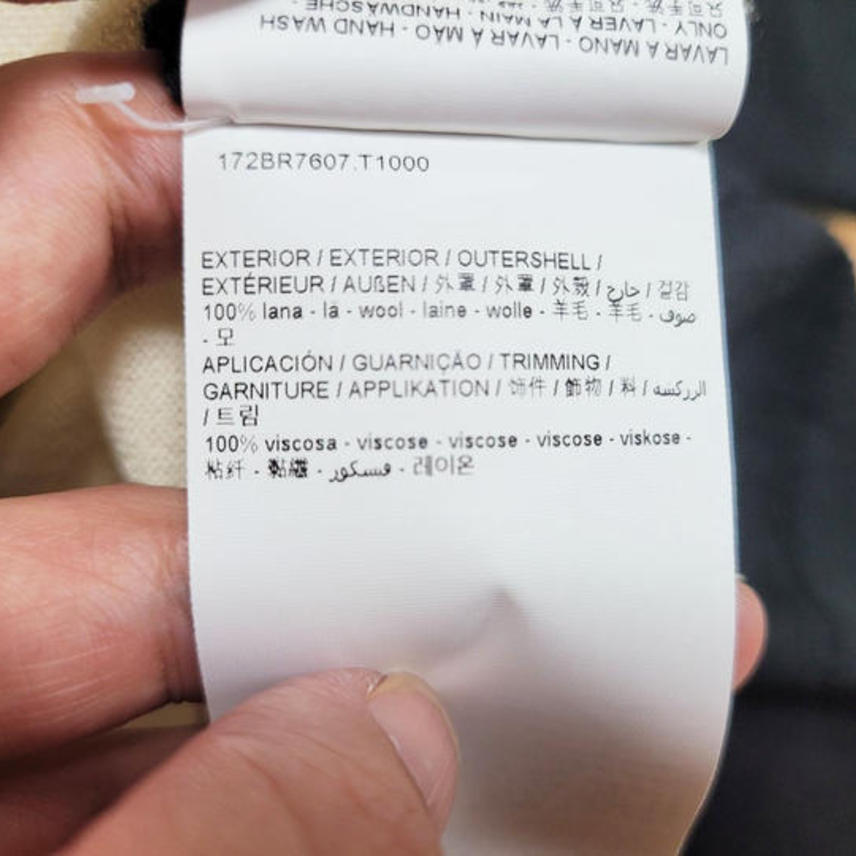 LAVAR A MANO - LAVAR À MÃO - HAND WASH
ONLY - LAVER À LA MAIN - HANDWÄSCHE -
172BR7607.T1000
EXTERIOR / EXTERIOR / OUTERSHELL /
EXTÉRIEUR / AUßEN / 外罩 / 外罩 / 外殼 / خارج / 겉감
100% lana - lã - wool - laine - wolle - 羊毛 - 羊毛 - صوف
- 모
APLICACIÓN / GUARNIÇÃO / TRIMMING /
GARNITURE / APPLIKATION / 饰件 / 飾物 / 料 / الزركشه
/ 트림
100% viscosa - viscose - viscose - viscose - viskose -
粘纤 - 黏纖 - فسكور - 레이온